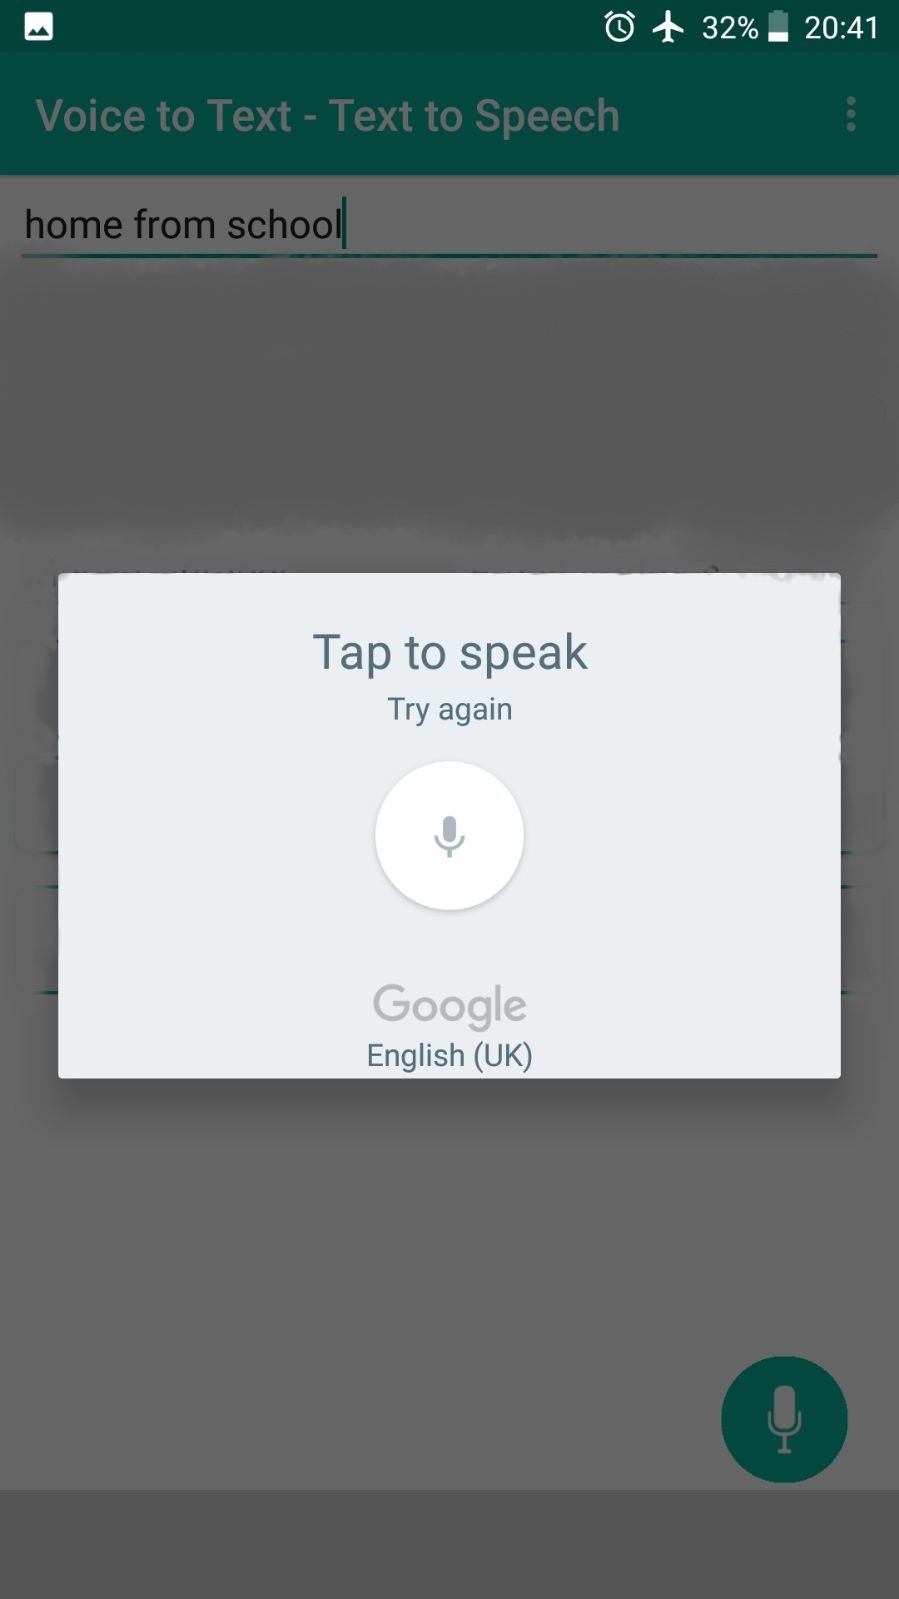 32% 20:41
Voice to Text - Text to Speech
home from school
Tap to speak
Try again
Google
English (UK)